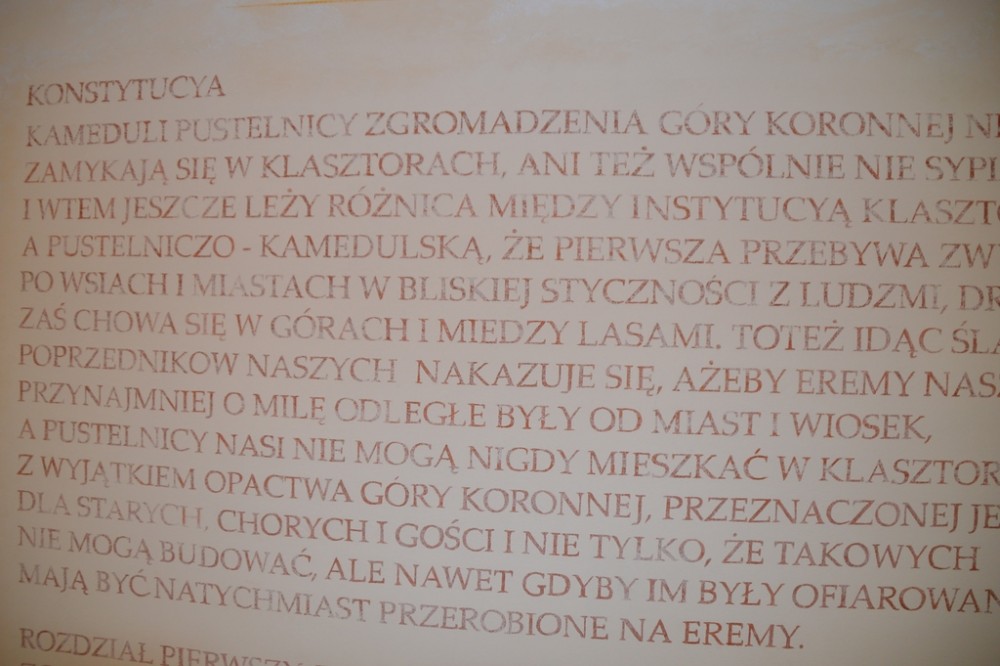 KONSTYTUCYA
KAMEDULI PUSTELNICY ZGROMADZENIA GÓRY KORONNEJ
ZAMYKAJĄ SIĘ W KLASZTORACH, ANI TEŻ WSPÓLNIE NIE
I WTEM JESZCZE LEŻY RÓŻNICA MIĘDZY INSTYTUCYĄ
A PUSTELNICZO - KAMEDULSKĄ, ŻE PIERWSZA PRZEBYWA
PO WSIACH I MIASTACH W BLISKIEJ STYCZNOŚCI Z LUDZMI,
ZAŚ CHOWA SIĘ W GÓRACH I MIEDZY LASAMI. TOTEŻ IDĄC
POPRZEDNIKOW NASZYCH NAKAZUJE SIĘ, AŻEBY EREMY
PRZYNAJMNIEJ O MILĘ ODLEGŁE BYŁY OD MIAST I WIOSEK,
A PUSTELNICY NASI NIE MOGĄ NIGDY MIESZKAĆ W
Z WYJĄTKIEM OPACTWA GÓRY KORONNEJ, PRZEZNACZONEJ
DLA STARYCH, CHORYCH I GOŚCI I NIE TYLKO, ŻE TAKOWYCH
NIE MOGĄ BUDOWAĆ, ALE NAWET GDYBY IM BYŁY
MAJĄ BYĆ NATYCHMIAST PRZEROBIONE NA EREMY.
ROZDZIAŁ PIERWSZY